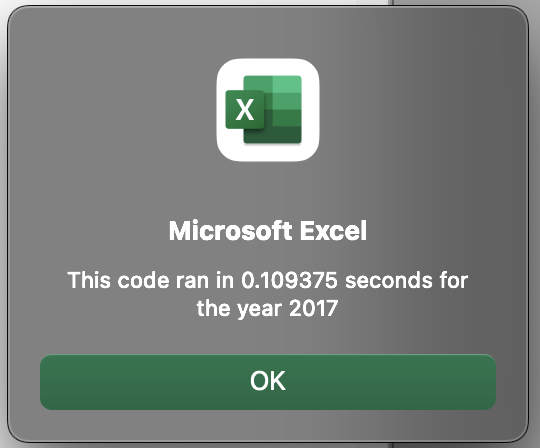 X
Microsoft Excel
This code ran in 0.109375 seconds for
the year 2017
OK